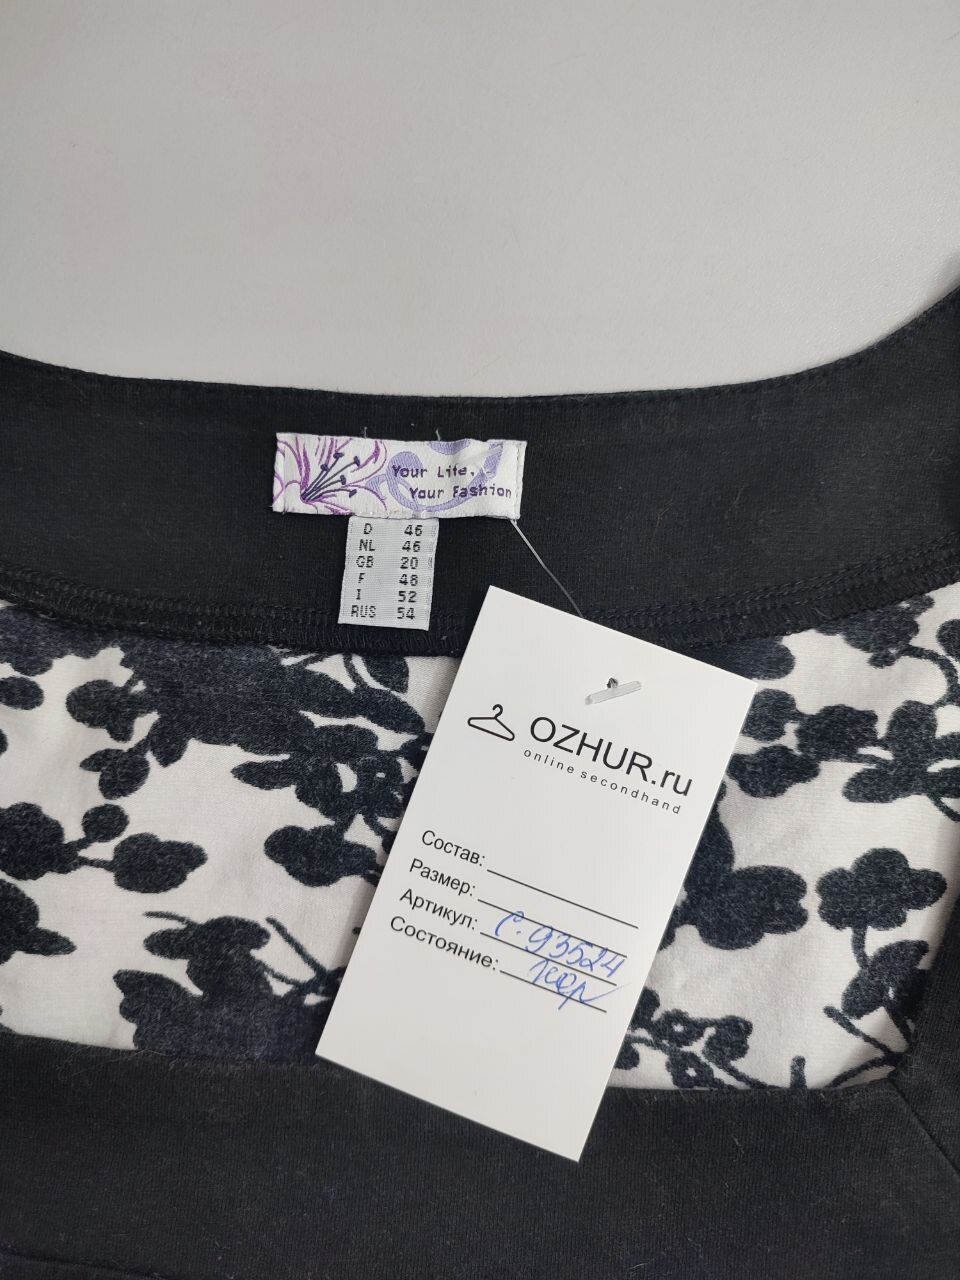 Your Life,
Your Fashion
D 46
NL 46
GB 20
F 48
I 52
RUS 54
OZHUR.ru
online secondhand
Состав:
Размер:
Артикул: С-93524
Состояние: хор